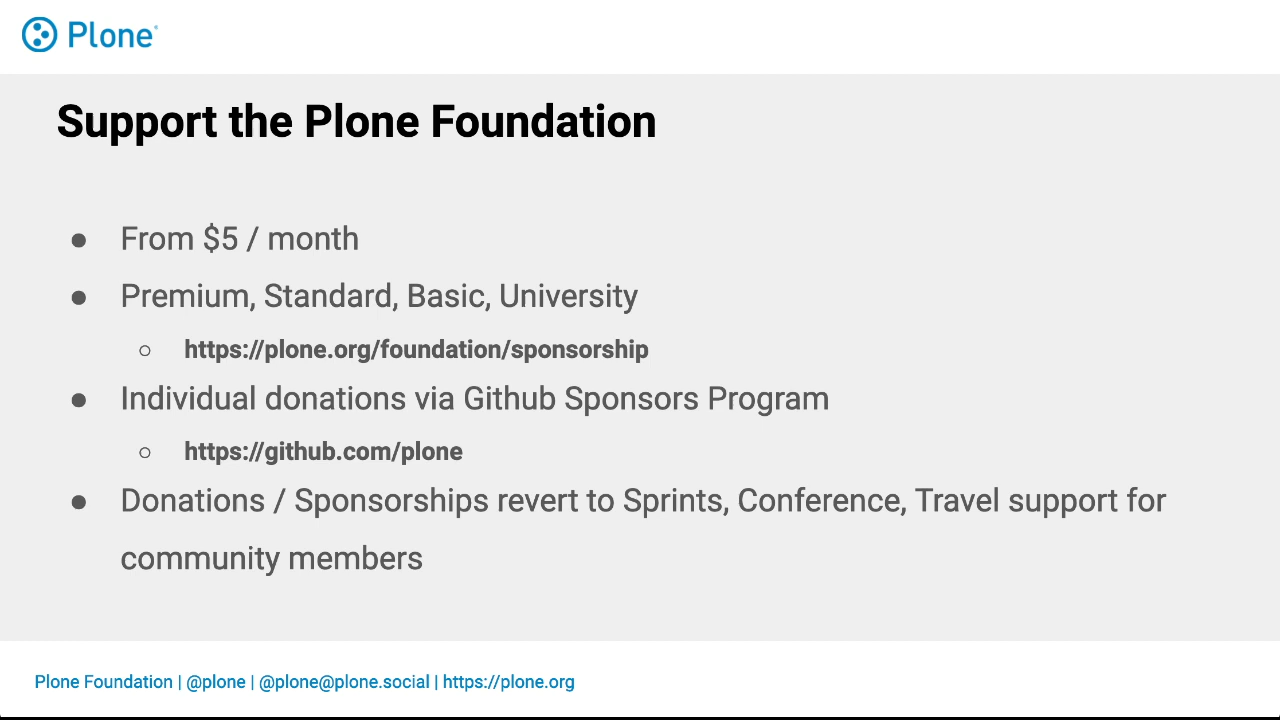 Plone
Support the Plone Foundation
● From $5 / month
● Premium, Standard, Basic, University
○ https://plone.org/foundation/sponsorship
● Individual donations via Github Sponsors Program
○ https://github.com/plone
● Donations / Sponsorships revert to Sprints, Conference, Travel support for
community members
Plone Foundation | @plone | @plone@plone.social | https://plone.org